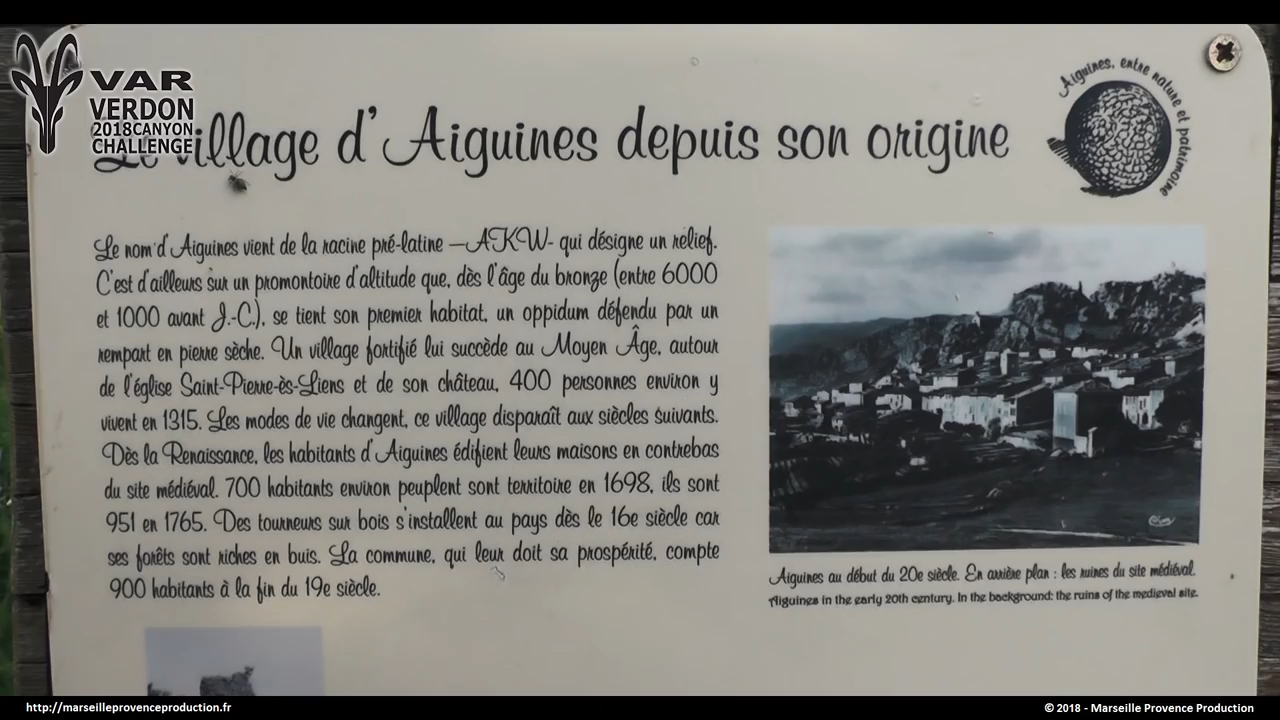 VAR
VERDON
2018CANYON
CHALLENGE
Le village d'Aiguines depuis son origine
Aiguines, entre nature et patrimoine
Le nom d'Aiguines vient de la racine pré-latine —AKW- qui désigne un relief.
C'est d'ailleurs sur un promontoire d'altitude que, dès l'âge du bronze (entre 6000
et 1000 avant J.-C.), se tient son premier habitat, un oppidum défendu par un
rempart en pierre sèche. Un village fortifié lui succède au Moyen Âge, autour
de l'église Saint-Pierre-ès-Liens et de son château, 400 personnes environ y
vivent en 1315. Les modes de vie changent, ce village disparaît aux siècles suivants.
Dès la Renaissance, les habitants d'Aiguines édifient leurs maisons en contrebas
du site médiéval. 700 habitants environ peuplent sont territoire en 1698, ils sont
951 en 1765. Des tourneurs sur bois s'installent au pays dès le 16e siècle car
ses forêts sont riches en buis. La commune, qui leur doit sa prospérité, compte
900 habitants à la fin du 19e siècle.
Aiguines au début du 20e siècle. En arrière plan : les ruines du site médiéval.
Aiguines in the early 20th century. In the background: the ruins of the medieval site.
http://marseilleprovenceproduction.fr
© 2018 - Marseille Provence Production